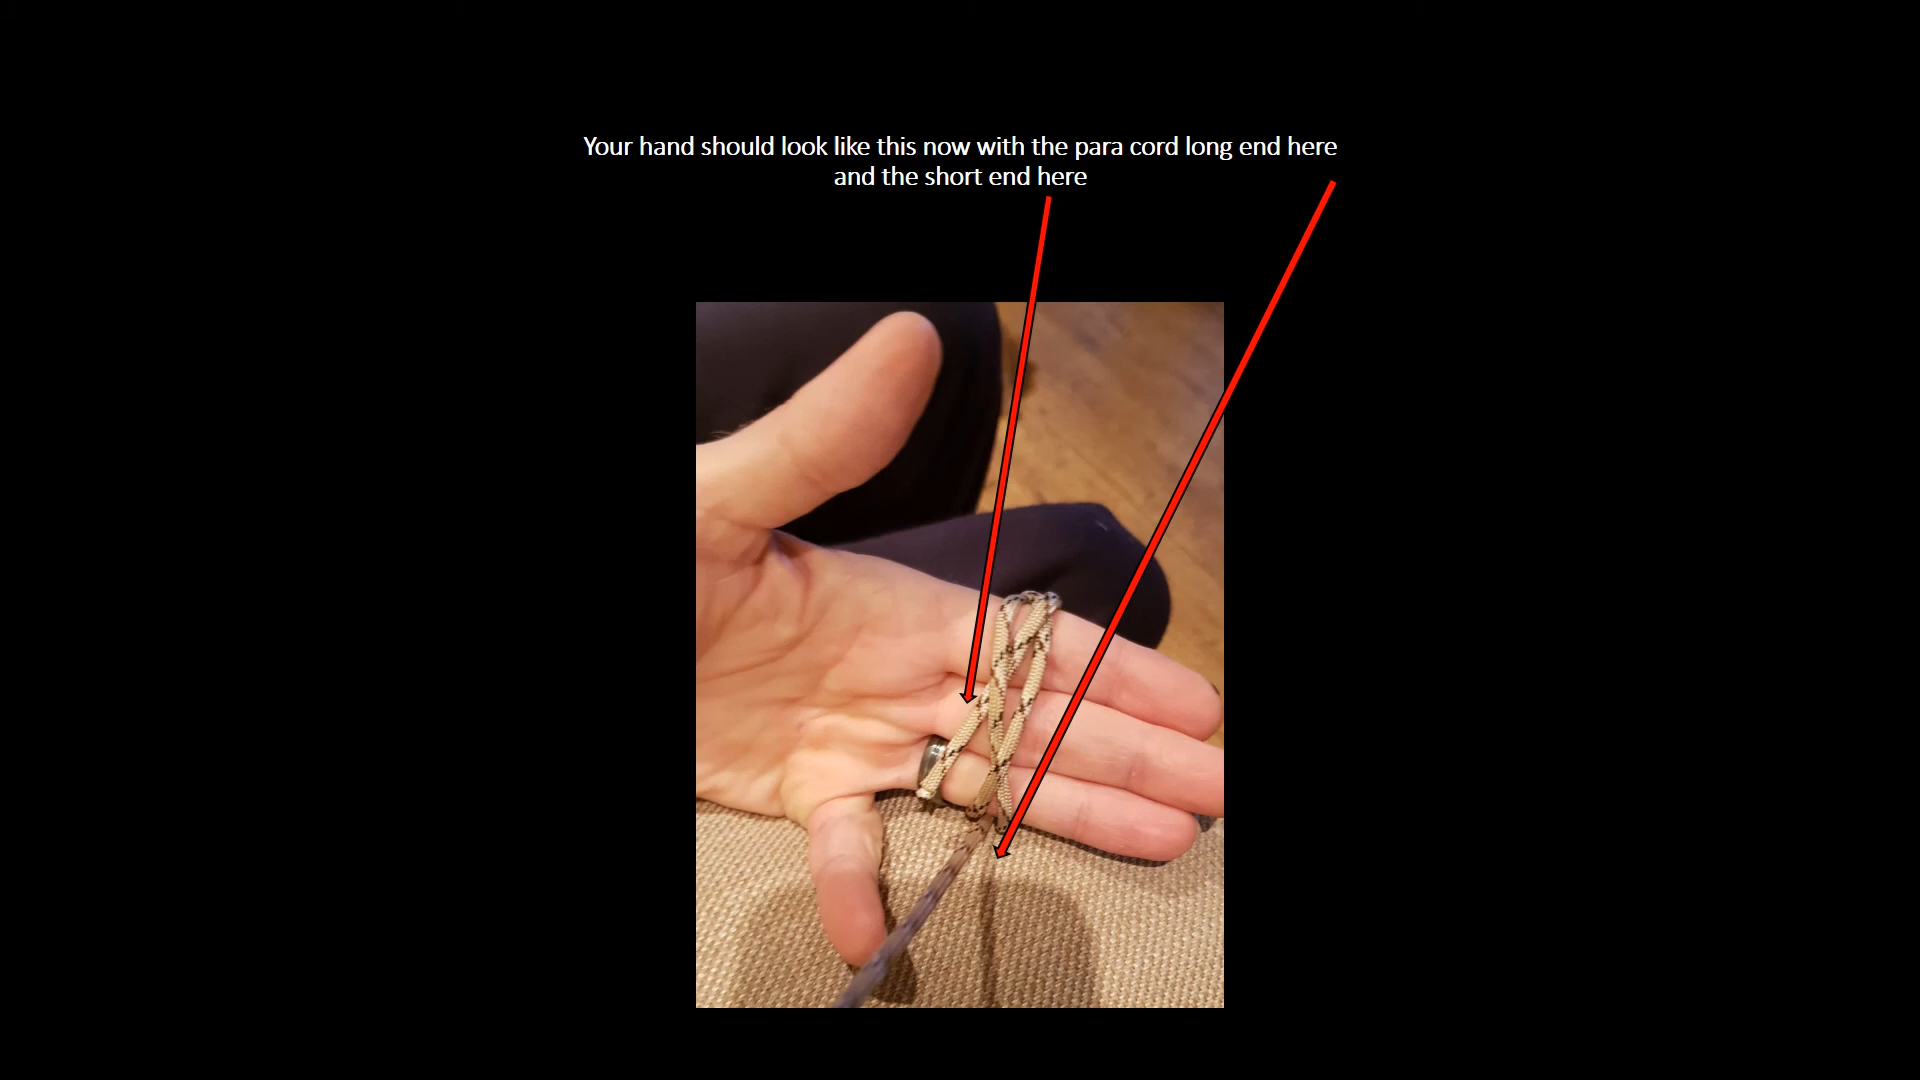 Your hand should look like this now with the para cord long end here
and the short end here